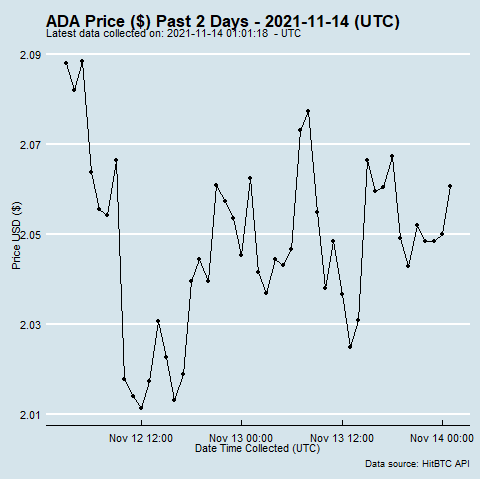 ADA Price ($) Past 2 Days - 2021-11-14 (UTC)
Latest data collected on: 2021-11-14 01:01:18 - UTC
2.09
2.07
2.05
2.03
2.01
Price USD ($)
Nov 12 12:00 Nov 13 00:00 Nov 13 12:00 Nov 14 00:00
Date Time Collected (UTC)
Data source: HitBTC API